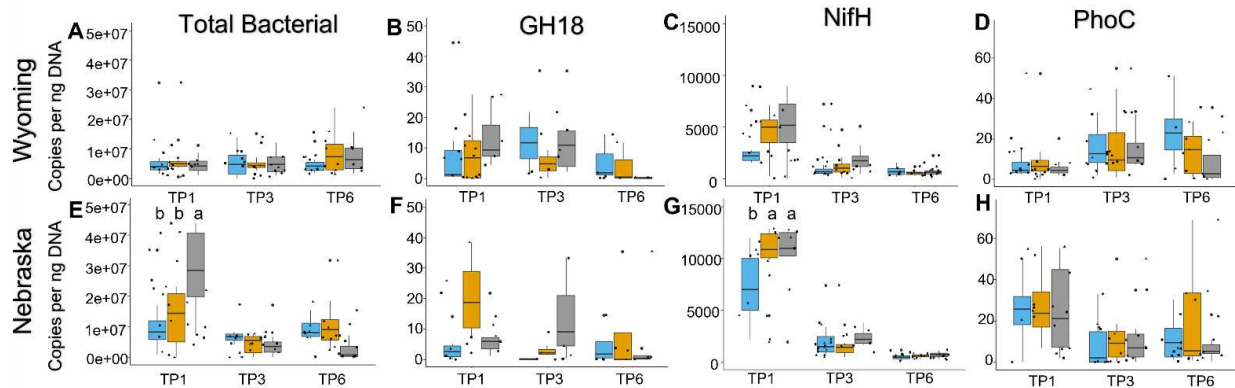 Total Bacterial
GH18
NifH
PhoC
Wyoming
Copies per ng DNA
A
5e+07
4e+07
3e+07
2e+07
1e+07
0e+00
TP1 TP3 TP6
B
50
40
30
20
10
0
TP1 TP3 TP6
C
15000
10000
5000
0
TP1 TP3 TP6
D
60
40
20
0
TP1 TP3 TP6
Nebraska
Copies per ng DNA
E
5e+07
4e+07
3e+07
2e+07
1e+07
0e+00
b b a
TP1 TP3 TP6
F
50
40
30
20
10
0
TP1 TP3 TP6
G
15000
10000
5000
0
b a a
TP1 TP3 TP6
H
60
40
20
0
TP1 TP3 TP6